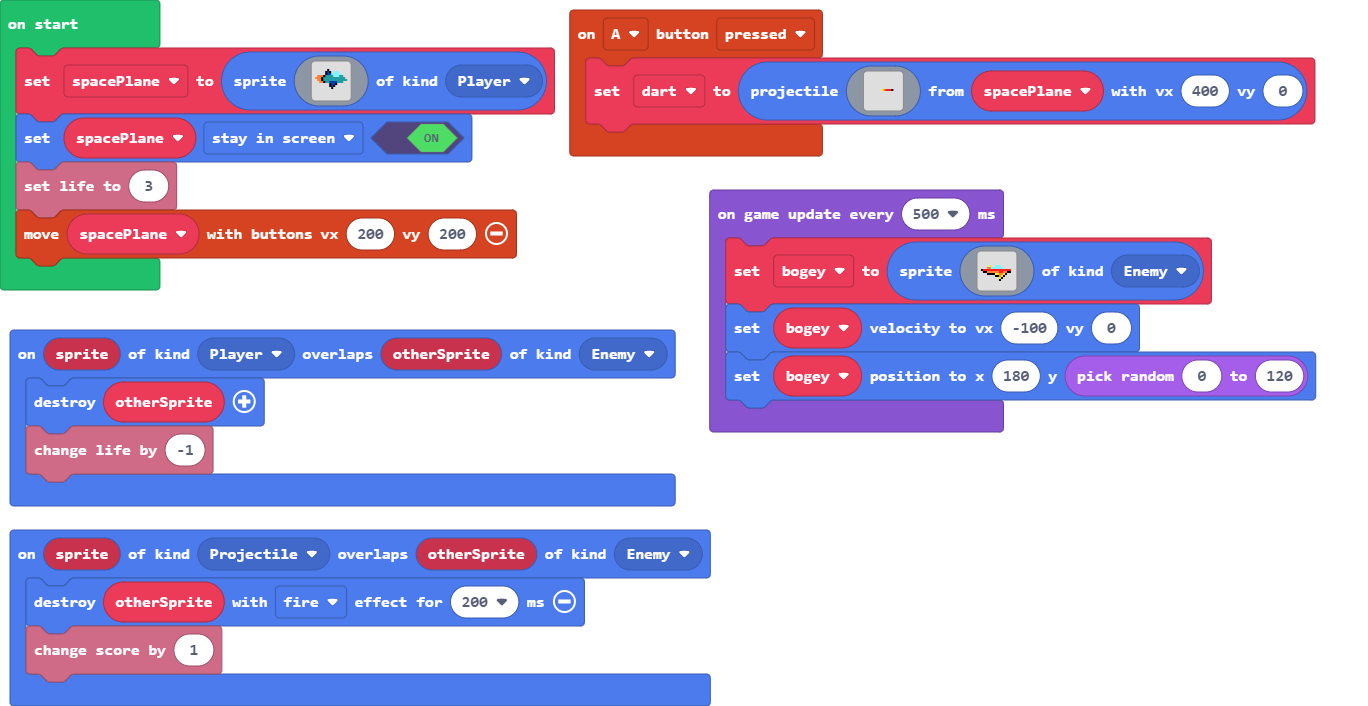 on start
set spacePlane to sprite of kind Player
set spacePlane stay in screen ON
set life to 3
move spacePlane with buttons vx 200 vy 200
on A button pressed
set dart to projectile from spacePlane with vx 400 vy 0
on game update every 500 ms
set bogey to sprite of kind Enemy
set bogey velocity to vx -100 vy 0
set bogey position to x 180 y pick random 0 to 120
on sprite of kind Player overlaps otherSprite of kind Enemy
destroy otherSprite
change life by -1
on sprite of kind Projectile overlaps otherSprite of kind Enemy
destroy otherSprite with fire effect for 200 ms
change score by 1